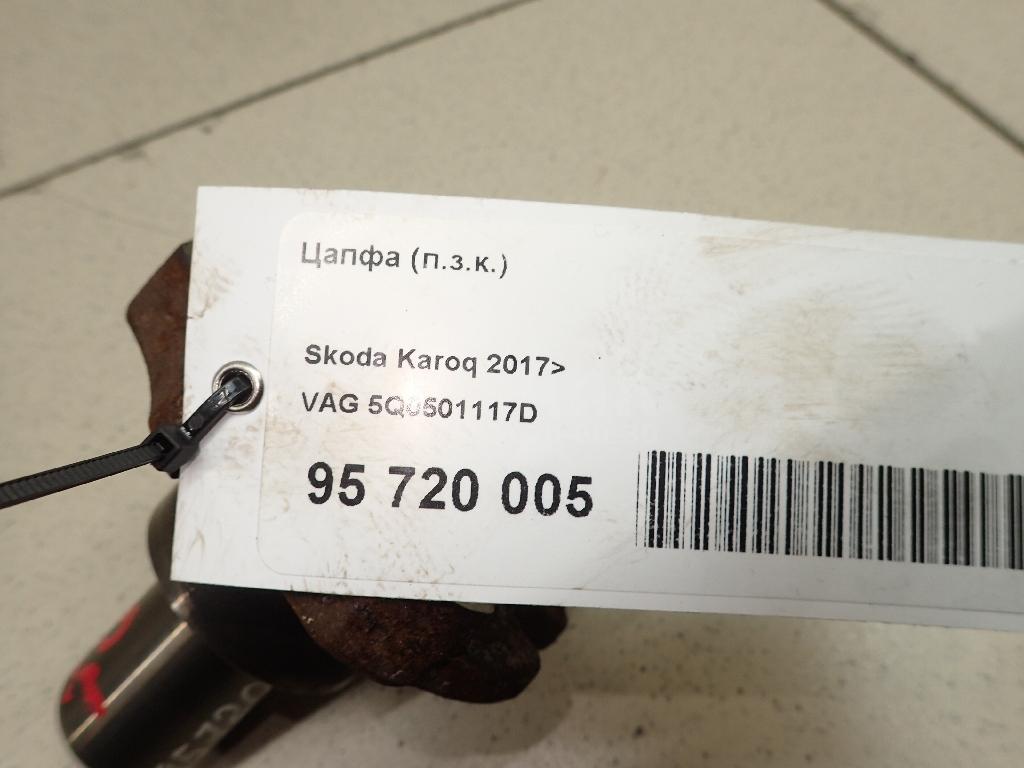 Цапфа (п.з.к.)
Skoda Karoq 2017>
VAG 5Q0501117D
95 720 005